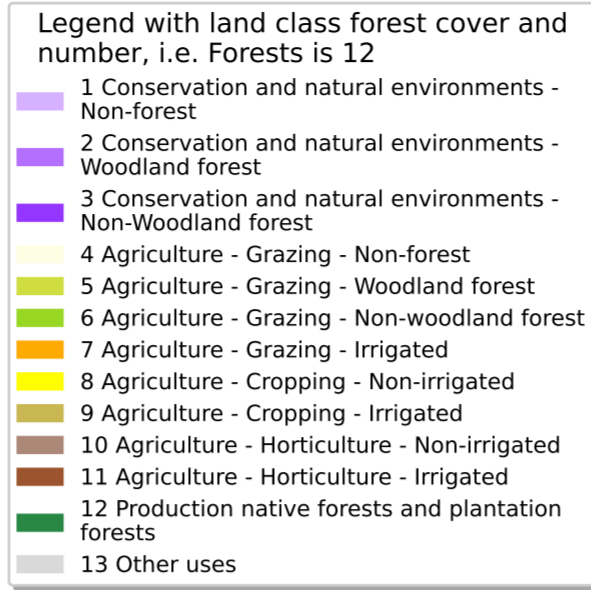 Legend with land class forest cover and
number, i.e. Forests is 12
1 Conservation and natural environments -
Non-forest
2 Conservation and natural environments -
Woodland forest
3 Conservation and natural environments -
Non-Woodland forest
4 Agriculture - Grazing - Non-forest
5 Agriculture - Grazing - Woodland forest
6 Agriculture - Grazing - Non-woodland forest
7 Agriculture - Grazing - Irrigated
8 Agriculture - Cropping - Non-irrigated
9 Agriculture - Cropping - Irrigated
10 Agriculture - Horticulture - Non-irrigated
11 Agriculture - Horticulture - Irrigated
12 Production native forests and plantation
forests
13 Other uses